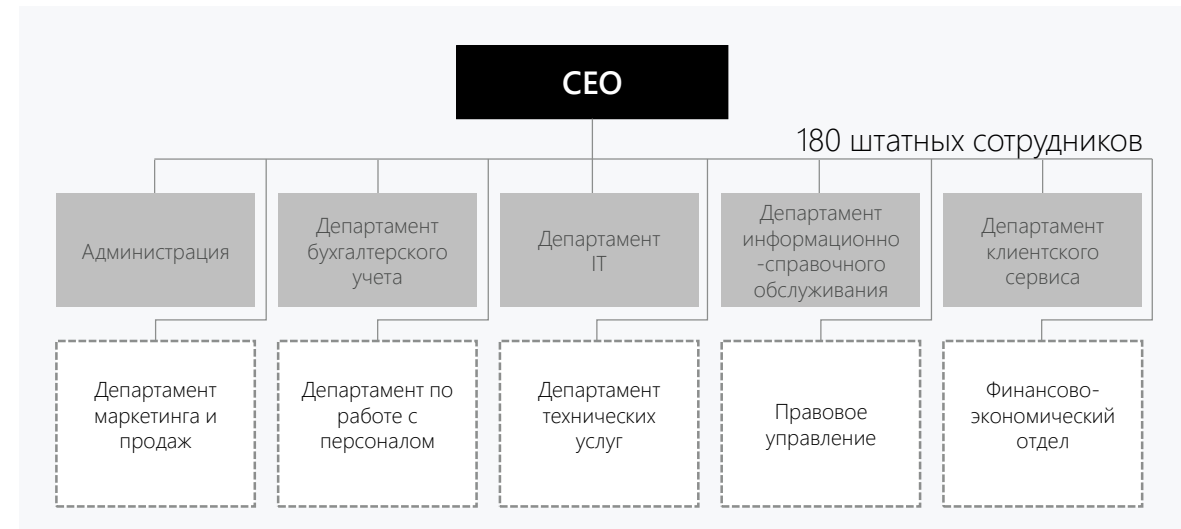 CEO
180 штатных сотрудников
Администрация
Департамент
бухгалтерского
учета
Департамент
IT
Департамент
информационно
-справочного
обслуживания
Департамент
клиентского
сервиса
Департамент
маркетинга и
продаж
Департамент по
работе с
персоналом
Департамент
технических
услуг
Правовое
управление
Финансово-
экономический
отдел